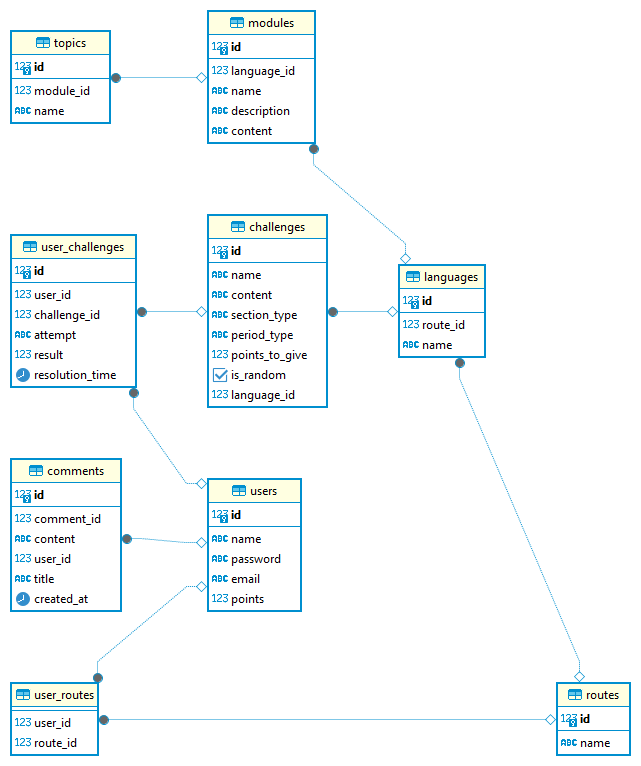 modules
123 id
123 language_id
ABC name
ABC description
ABC content
topics
123 id
123 module_id
ABC name
challenges
123 id
ABC name
ABC content
ABC section_type
ABC period_type
123 points_to_give
is_random
123 language_id
user_challenges
123 id
123 user_id
123 challenge_id
ABC attempt
123 result
resolution_time
languages
123 id
123 route_id
ABC name
comments
123 id
123 comment_id
ABC content
123 user_id
ABC title
created_at
users
123 id
ABC name
ABC password
ABC email
123 points
user_routes
123 user_id
123 route_id
routes
123 id
ABC name